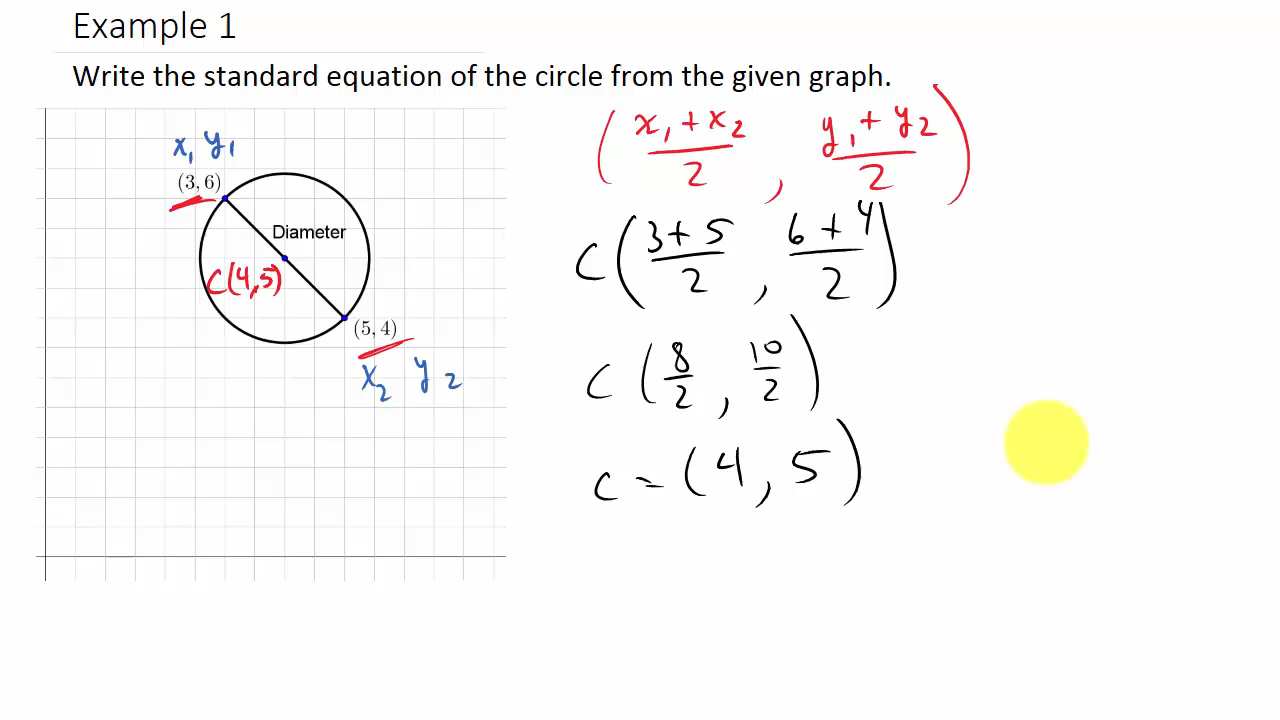 Example 1
Write the standard equation of the circle from the given graph.
x₁ y₁
(3, 6)
Diameter
C(4,5)
(5, 4)
x₂ y₂
(x₁ + x₂ / 2 , y₁ + y₂ / 2)
C(3 + 5 / 2 , 6 + 4 / 2)
C(8/2 , 10/2)
C = (4 , 5)